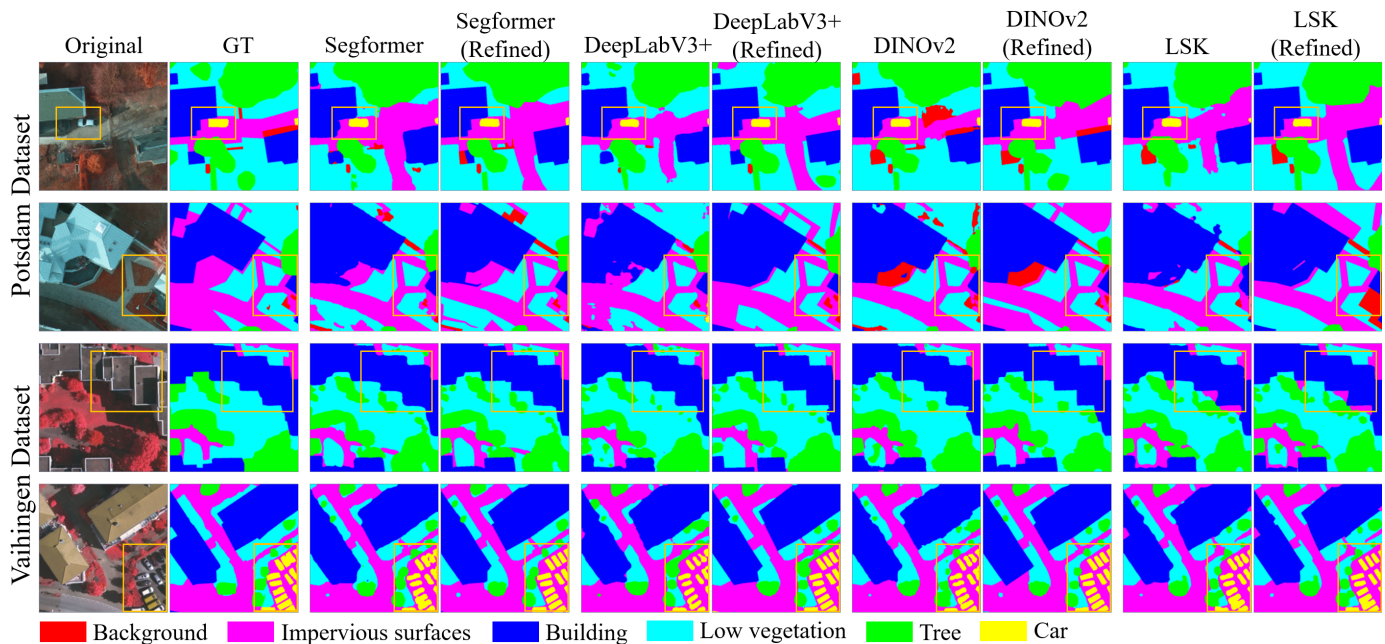 Original GT Segformer Segformer (Refined) DeepLabV3+ DeepLabV3+ (Refined) DINOv2 DINOv2 (Refined) LSK LSK (Refined)
Potsdam Dataset
Vaihingen Dataset
Background Impervious surfaces Building Low vegetation Tree Car